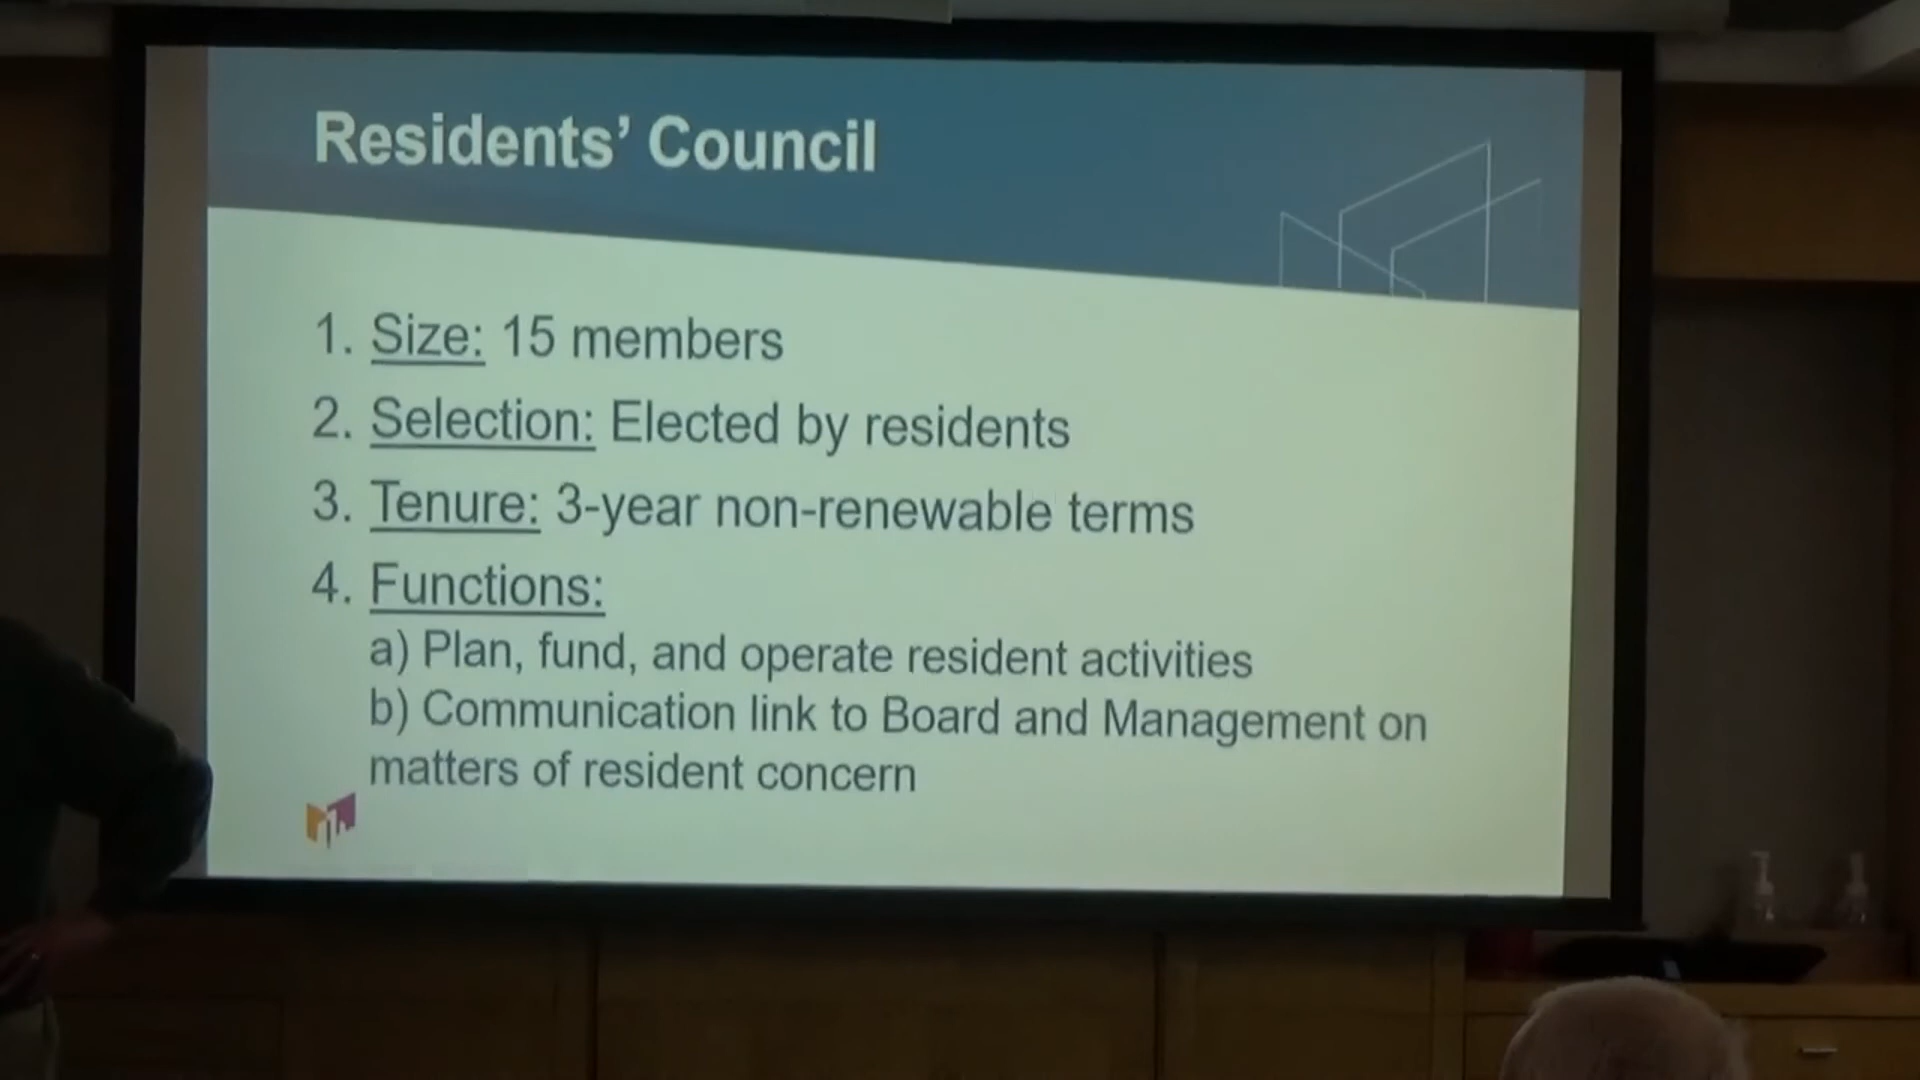 Residents’ Council
1. Size: 15 members
2. Selection: Elected by residents
3. Tenure: 3-year non-renewable terms
4. Functions:
a) Plan, fund, and operate resident activities
b) Communication link to Board and Management on
matters of resident concern